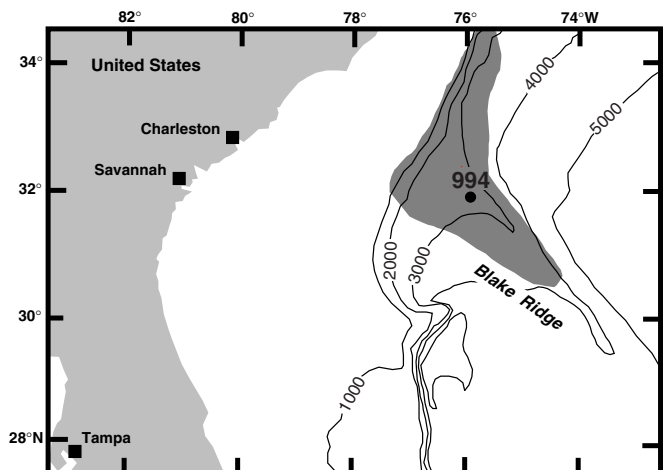 82° 80° 78° 76° 74°W
34°
United States
4000
5000
Charleston
Savannah
994
32°
2000
3000
Blake Ridge
30°
1000
28°N
Tampa